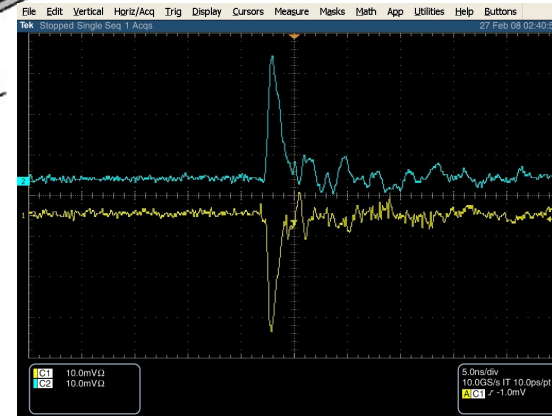 File Edit Vertical Horiz/Acq Trig Display Cursors Measure Masks Math App Utilities Help Buttons
Tek Stopped Single Seq 1 Acqs 27 Feb 08 02:40:5
2
1
C1 10.0mVΩ
C2 10.0mVΩ
5.0ns/div
10.0GS/s IT 10.0ps/pt
A C1 -1.0mV